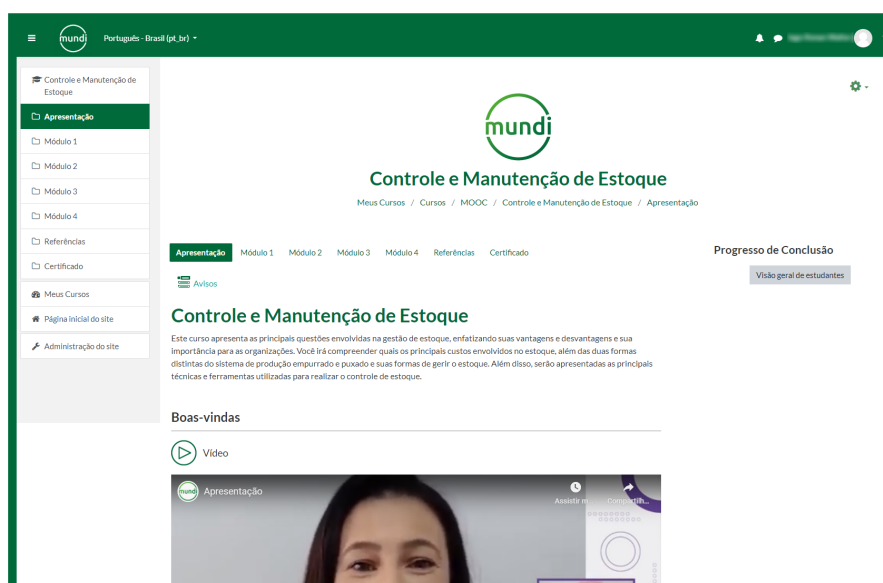 mundi
Português - Brasil (pt_br)
Controle e Manutenção de
Estoque
Apresentação
Módulo 1
Módulo 2
Módulo 3
Módulo 4
Referências
Certificado
Meus Cursos
Página inicial do site
Administração do site
mundi
Controle e Manutenção de Estoque
Meus Cursos / Cursos / MOOC / Controle e Manutenção de Estoque / Apresentação
Apresentação Módulo 1 Módulo 2 Módulo 3 Módulo 4 Referências Certificado
Avisos
Controle e Manutenção de Estoque
Este curso apresenta as principais questões envolvidas na gestão de estoque, enfatizando suas vantagens e desvantagens e sua
importância para as organizações. Você irá compreender quais os principais custos envolvidos no estoque, além das duas formas
distintas do sistema de produção empurrado e puxado e suas formas de gerir o estoque. Além disso, serão apresentadas as principais
técnicas e ferramentas utilizadas para realizar o controle de estoque.
Boas-vindas
Vídeo
mundi Apresentação
Assistir m...
Compartilh...
Progresso de Conclusão
Visão geral de estudantes